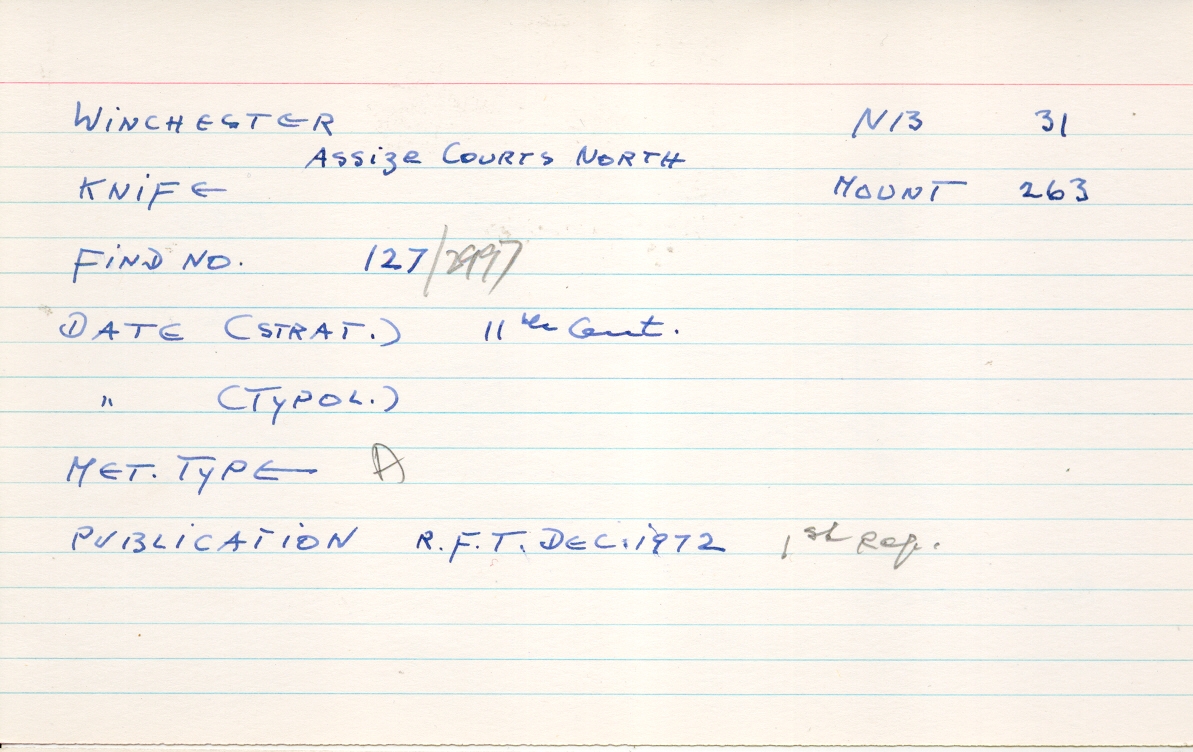 WINCHESTER N13 31
ASSIZE COURTS NORTH
KNIFE MOUNT 263
FIND NO. 127/2997
DATE (STRAT.) 11th Cent.
" (TYPOL.)
MET. TYPE A
PUBLICATION R.F.T. DEC. 1972 1st Rep.